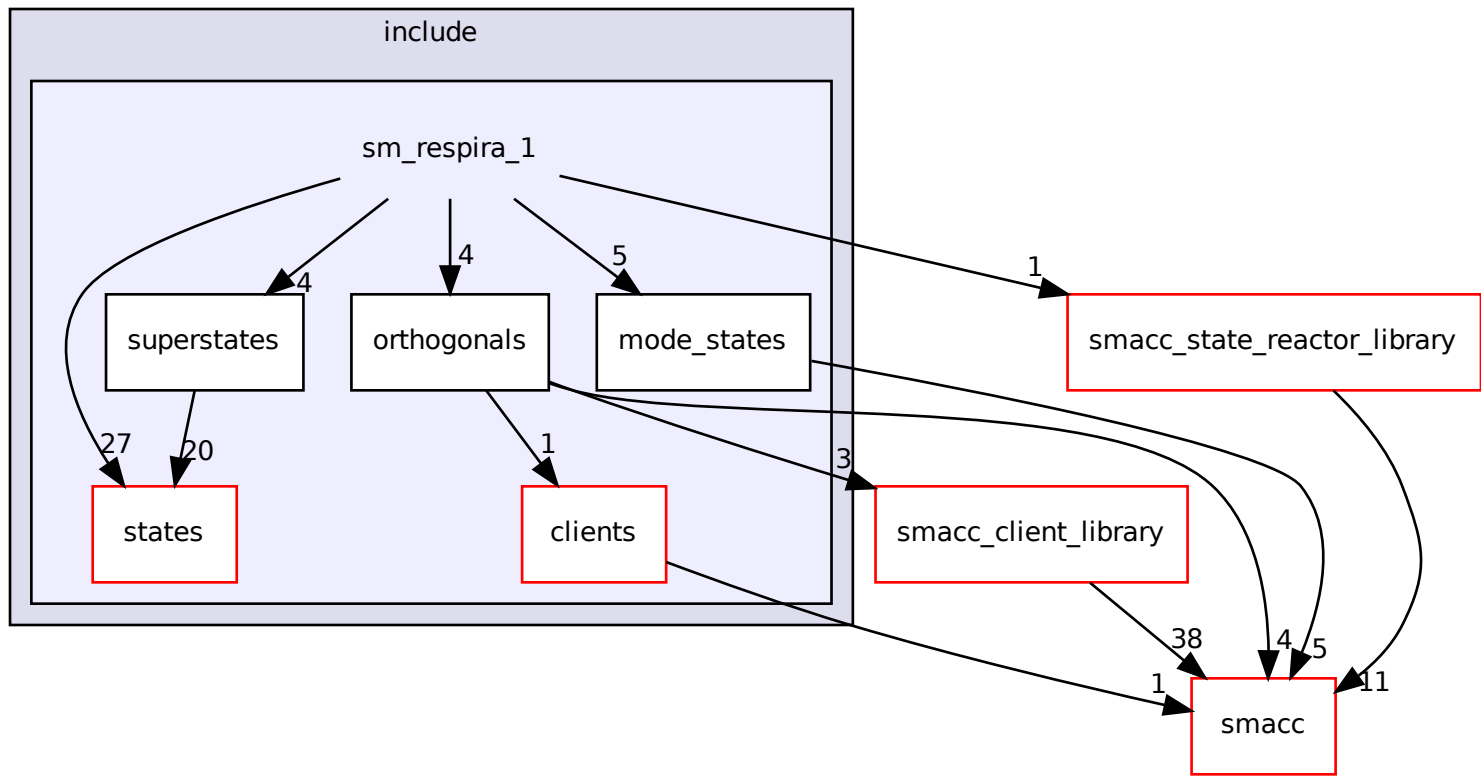 include
sm_respira_1
4
5
1
4
superstates
orthogonals
mode_states
smacc_state_reactor_library
27
20
1
3
states
clients
smacc_client_library
38
4
5
1
11
smacc